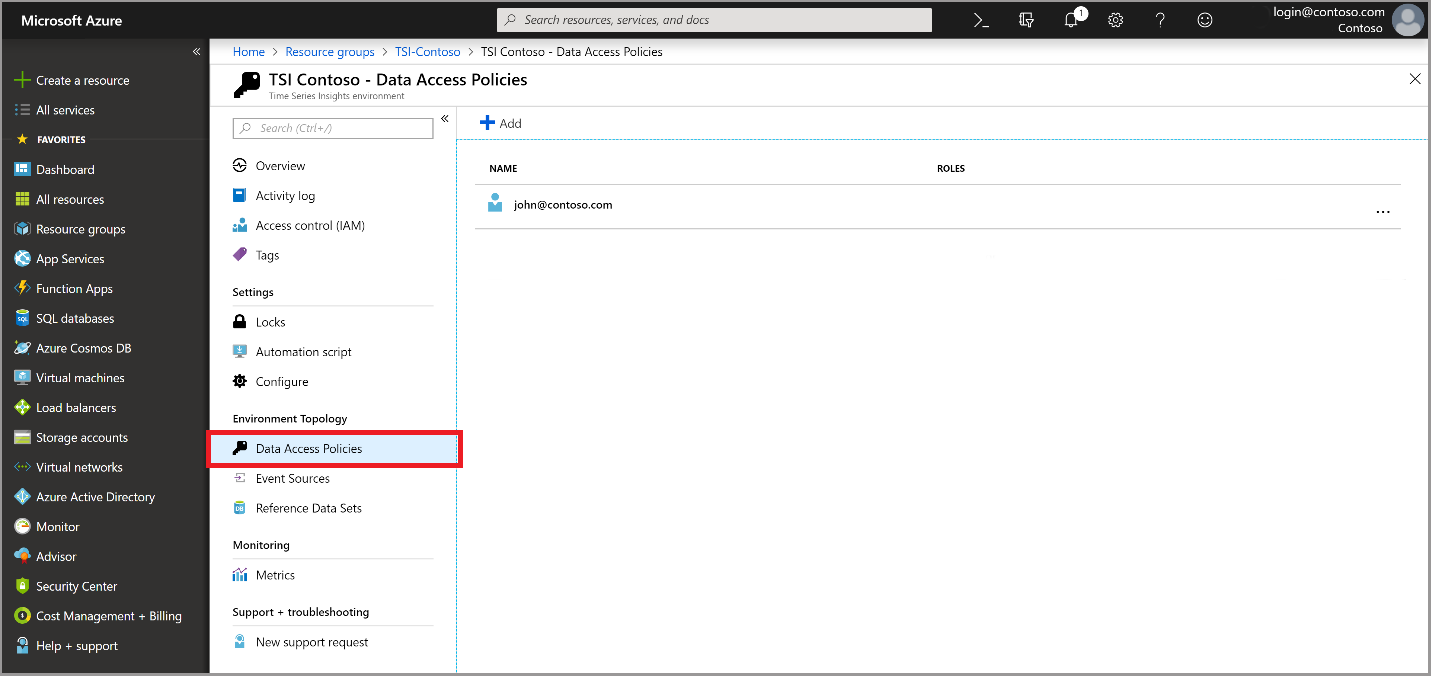 Microsoft Azure
Search resources, services, and docs
1
login@contoso.com
Contoso
Home > Resource groups > TSI-Contoso > TSI Contoso - Data Access Policies
TSI Contoso - Data Access Policies
Time Series Insights environment
Create a resource
All services
FAVORITES
Dashboard
All resources
Resource groups
App Services
Function Apps
SQL databases
Azure Cosmos DB
Virtual machines
Load balancers
Storage accounts
Virtual networks
Azure Active Directory
Monitor
Advisor
Security Center
Cost Management + Billing
Help + support
Search (Ctrl+/)
Overview
Activity log
Access control (IAM)
Tags
Settings
Locks
Automation script
Configure
Environment Topology
Data Access Policies
Event Sources
Reference Data Sets
Monitoring
Metrics
Support + troubleshooting
New support request
Add
NAME ROLES
john@contoso.com ...